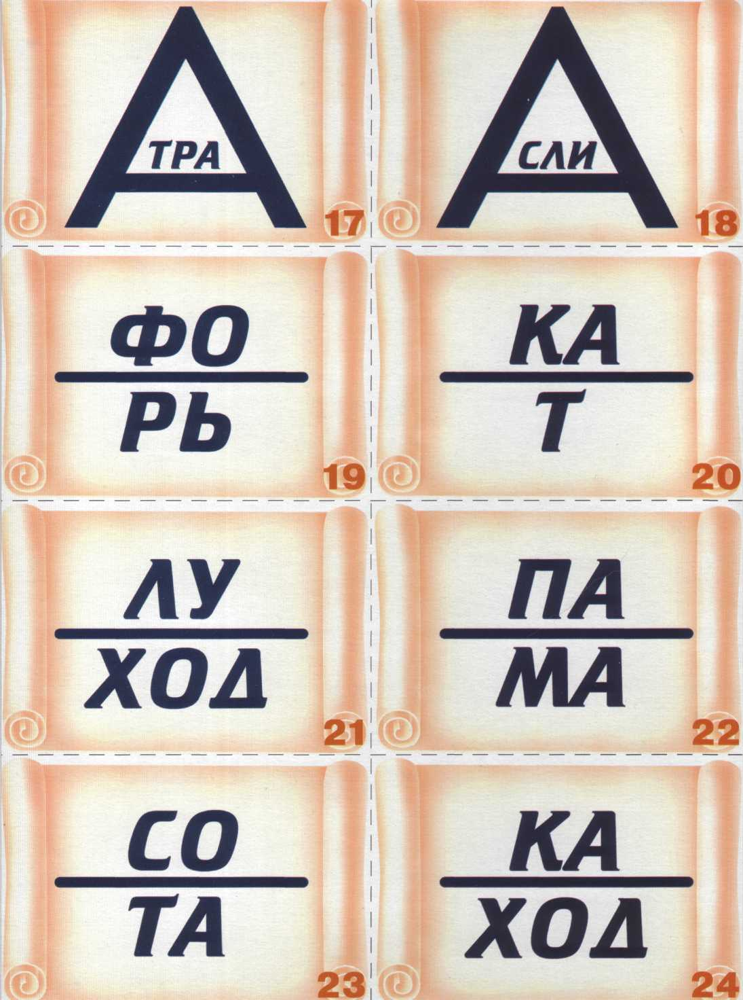 А
ТРА
17
А
СЛИ
18
ФО
РЬ
19
КА
Т
20
ЛУ
ХОД
21
ПА
МА
22
СО
ТА
23
КА
ХОД
24